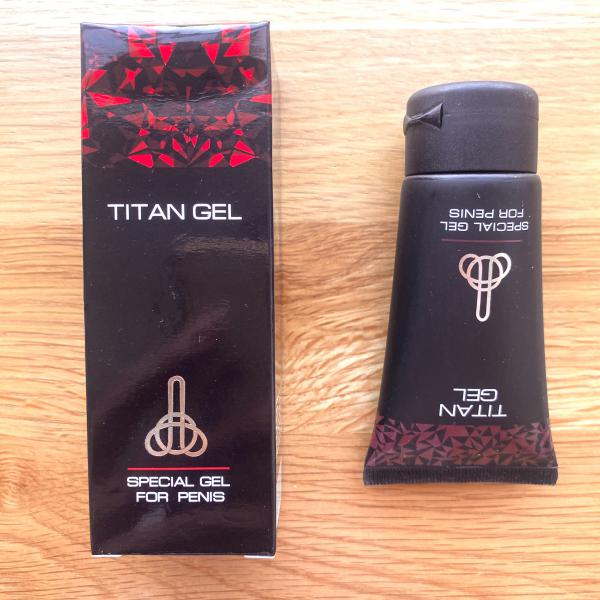 TITAN GEL
SPECIAL GEL
FOR PENIS
SPECIAL GEL
FOR PENIS
TITAN
GEL